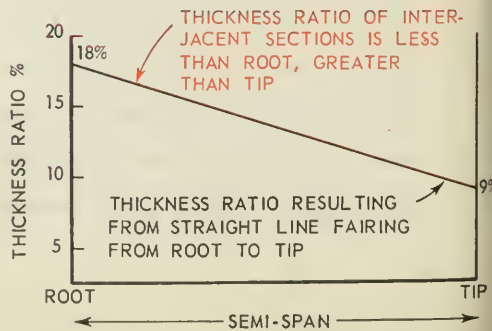 THICKNESS RATIO OF INTER-
JACENT SECTIONS IS LESS
THAN ROOT, GREATER
THAN TIP
THICKNESS RATIO %
20
15
10
5
18%
9%
THICKNESS RATIO RESULTING
FROM STRAIGHT LINE FAIRING
FROM ROOT TO TIP
ROOT
TIP
SEMI-SPAN